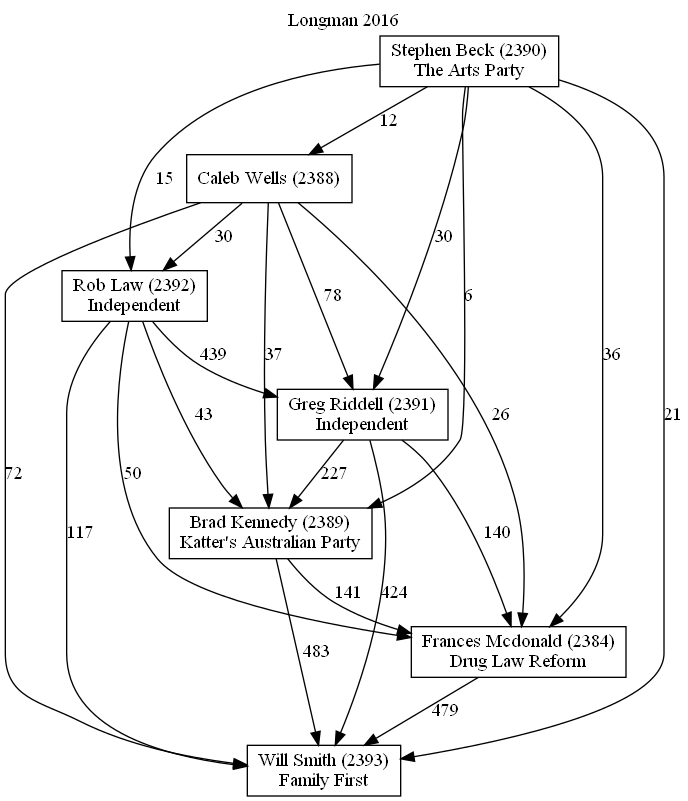 Longman 2016
Stephen Beck (2390)
The Arts Party
12
15
Caleb Wells (2388)
30
30
Rob Law (2392)
Independent
78
6
439
37
36
Greg Riddell (2391)
Independent
43
26
21
72
50
227
117
Brad Kennedy (2389)
Katter's Australian Party
140
141
424
Frances Mcdonald (2384)
Drug Law Reform
483
479
Will Smith (2393)
Family First